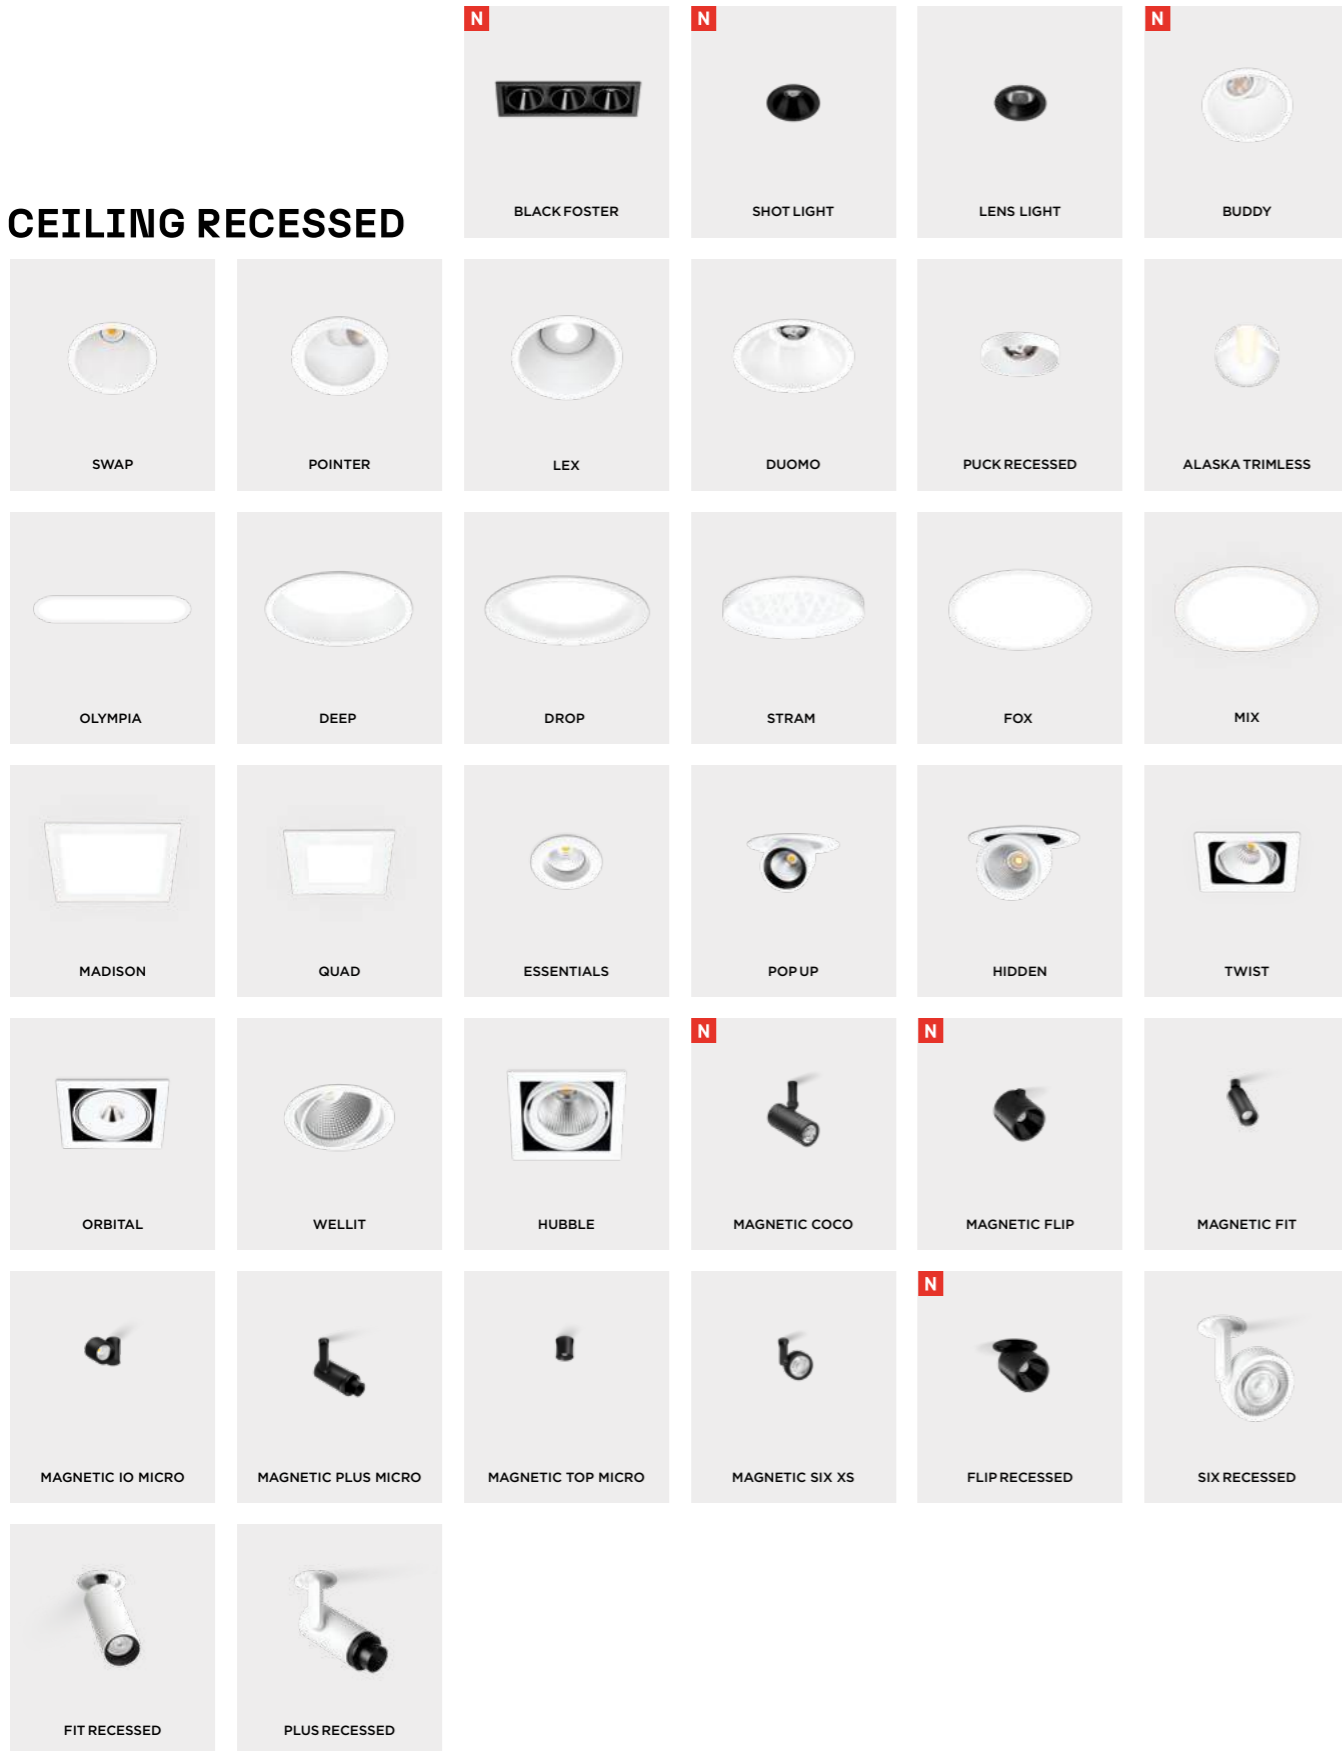 N
N
N
BLACK FOSTER
SHOT LIGHT
LENS LIGHT
BUDDY
CEILING RECESSED
SWAP
POINTER
LEX
DUOMO
PUCK RECESSED
ALASKA TRIMLESS
OLYMPIA
DEEP
DROP
STRAM
FOX
MIX
MADISON
QUAD
ESSENTIALS
POP UP
HIDDEN
TWIST
N
N
ORBITAL
WELLIT
HUBBLE
MAGNETIC COCO
MAGNETIC FLIP
MAGNETIC FIT
N
MAGNETIC IO MICRO
MAGNETIC PLUS MICRO
MAGNETIC TOP MICRO
MAGNETIC SIX XS
FLIP RECESSED
SIX RECESSED
FIT RECESSED
PLUS RECESSED